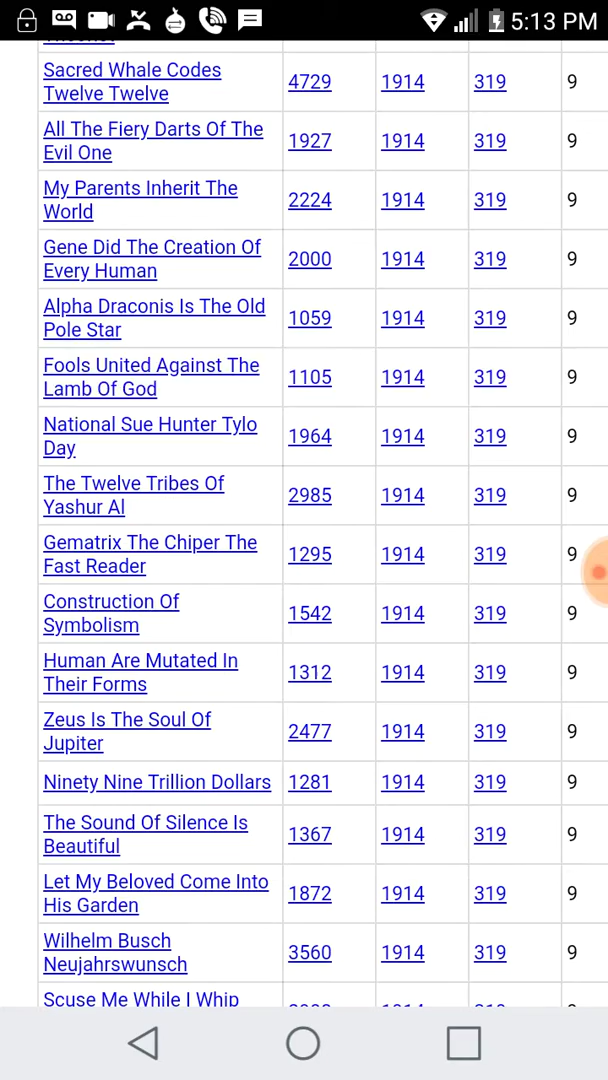 5:13 PM
Sacred Whale Codes
Twelve Twelve
4729 1914 319 9
All The Fiery Darts Of The
Evil One
1927 1914 319 9
My Parents Inherit The
World
2224 1914 319 9
Gene Did The Creation Of
Every Human
2000 1914 319 9
Alpha Draconis Is The Old
Pole Star
1059 1914 319 9
Fools United Against The
Lamb Of God
1105 1914 319 9
National Sue Hunter Tylo
Day
1964 1914 319 9
The Twelve Tribes Of
Yashur Al
2985 1914 319 9
Gematrix The Chiper The
Fast Reader
1295 1914 319 9
Construction Of
Symbolism
1542 1914 319 9
Human Are Mutated In
Their Forms
1312 1914 319 9
Zeus Is The Soul Of
Jupiter
2477 1914 319 9
Ninety Nine Trillion Dollars 1281 1914 319 9
The Sound Of Silence Is
Beautiful
1367 1914 319 9
Let My Beloved Come Into
His Garden
1872 1914 319 9
Wilhelm Busch
Neujahrswunsch
3560 1914 319 9
Scuse Me While I Whip